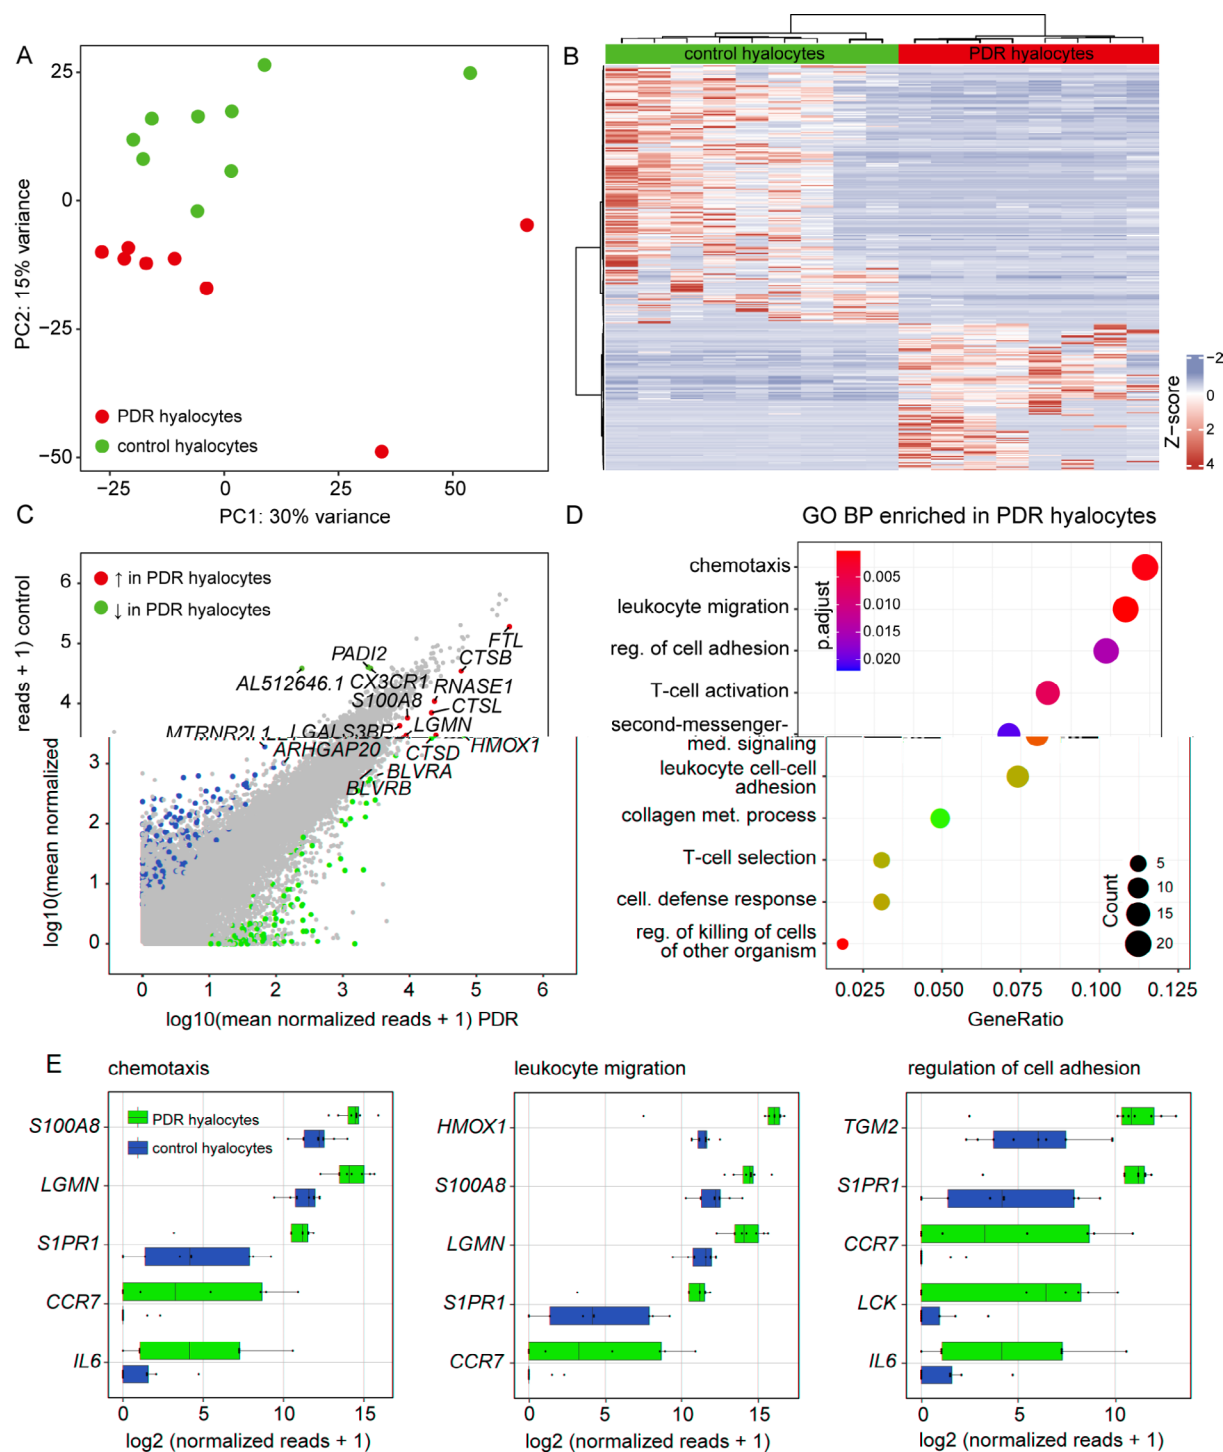 A
25
0
−25
−50
PC2: 15% variance
PDR hyalocytes
control hyalocytes
−25
0
25
50
PC1: 30% variance
B
control hyalocytes
PDR hyalocytes
−2
0
2
4
Z−score
C
↑ in PDR hyalocytes
↓ in PDR hyalocytes
6
5
4
3
2
1
0
log10(mean normalized reads + 1) control
FTL
PADI2
CTSB
AL512646.1
CX3CR1
RNASE1
S100A8
CTSL
MTRNR2L1
LGALS3BP
LGMN
ARHGAP20
CTSD
HMOX1
BLVRA
BLVRB
0
1
2
3
4
5
6
log10(mean normalized reads + 1) PDR
D
GO BP enriched in PDR hyalocytes
chemotaxis
leukocyte migration
reg. of cell adhesion
T-cell activation
second-messenger-
med. signaling
leukocyte cell-cell
adhesion
collagen met. process
T-cell selection
cell. defense response
reg. of killing of cells
of other organism
p.adjust
0.005
0.010
0.015
0.020
Count
5
10
15
20
0.025
0.050
0.075
0.100
0.125
GeneRatio
E
chemotaxis
PDR hyalocytes
control hyalocytes
S100A8
LGMN
S1PR1
CCR7
IL6
0
5
10
15
log2 (normalized reads + 1)
leukocyte migration
HMOX1
S100A8
LGMN
S1PR1
CCR7
0
5
10
15
log2 (normalized reads + 1)
regulation of cell adhesion
TGM2
S1PR1
CCR7
LCK
IL6
0
5
10
log2 (normalized reads + 1)